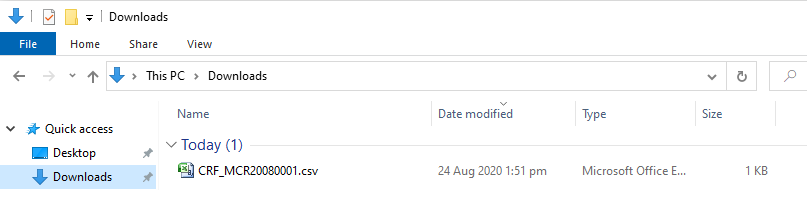 Downloads
File Home Share View
This PC Downloads
Name Date modified Type Size
Quick access
Today (1)
Desktop
Downloads
CRF_MCR20080001.csv 24 Aug 2020 1:51 pm Microsoft Office E... 1 KB